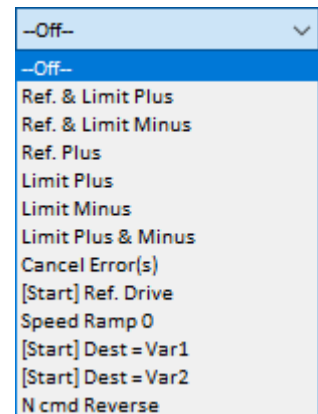 --Off--
--Off--
Ref. & Limit Plus
Ref. & Limit Minus
Ref. Plus
Limit Plus
Limit Minus
Limit Plus & Minus
Cancel Error(s)
[Start] Ref. Drive
Speed Ramp 0
[Start] Dest = Var1
[Start] Dest = Var2
N cmd Reverse